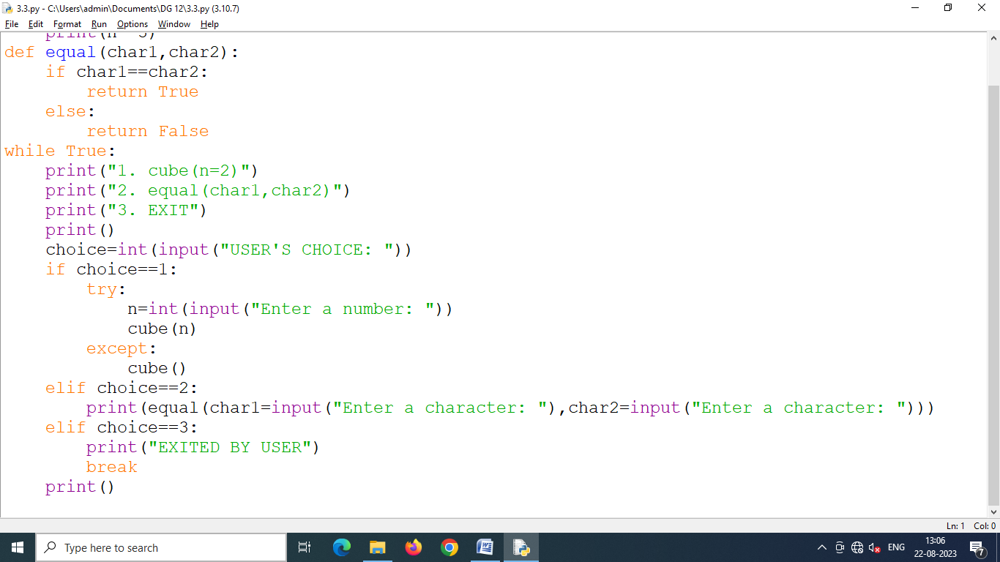 3.3.py - C:\Users\admin\Documents\DG 12\3.3.py (3.10.7)
File Edit Format Run Options Window Help
def equal(char1,char2):
    if char1==char2:
        return True
    else:
        return False
while True:
    print("1. cube(n=2)")
    print("2. equal(char1,char2)")
    print("3. EXIT")
    print()
    choice=int(input("USER'S CHOICE: "))
    if choice==1:
        try:
            n=int(input("Enter a number: "))
            cube(n)
        except:
            cube()
    elif choice==2:
        print(equal(char1=input("Enter a character: "),char2=input("Enter a character: ")))
    elif choice==3:
        print("EXITED BY USER")
        break
    print()
Ln: 1 Col: 0
Type here to search
ENG
13:06
22-08-2023
7